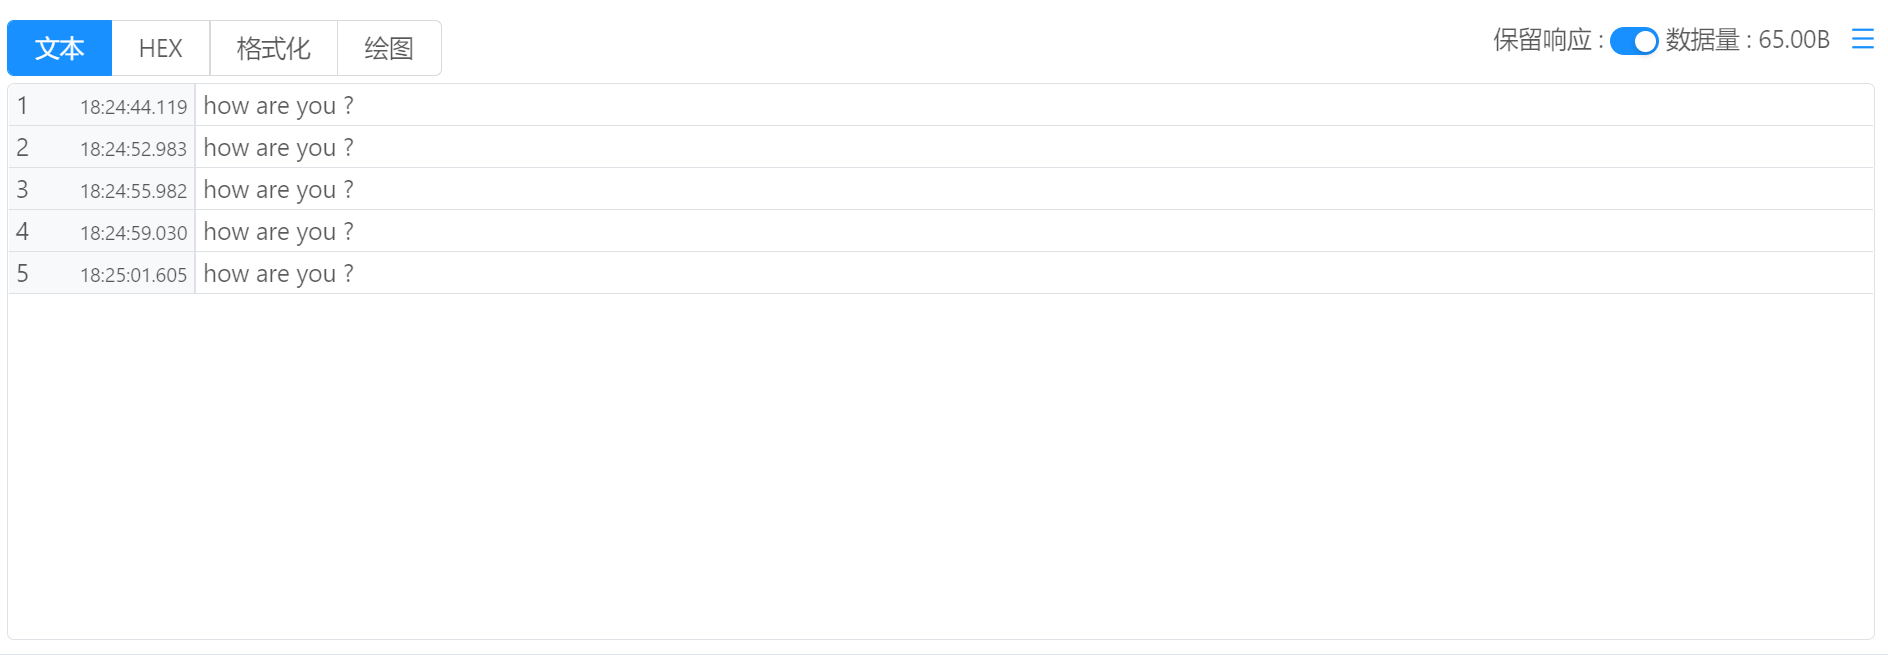 文本 HEX 格式化 绘图 保留响应 : 数据量 : 65.00B
1 18:24:44.119 how are you ?
2 18:24:52.983 how are you ?
3 18:24:55.982 how are you ?
4 18:24:59.030 how are you ?
5 18:25:01.605 how are you ?